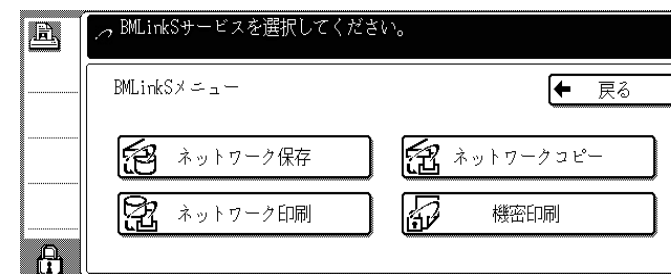 BMLinkSサービスを選択してください。
BMLinkSメニュー
戻る
ネットワーク保存
ネットワークコピー
ネットワーク印刷
機密印刷